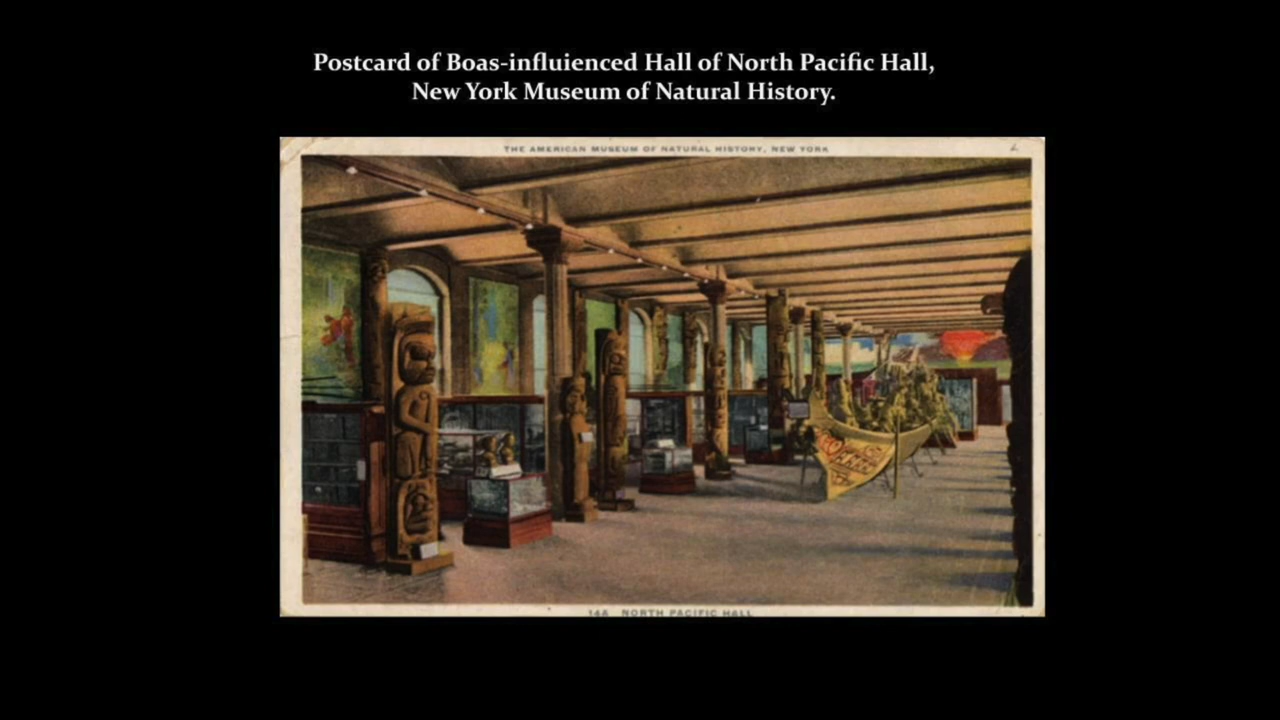 Postcard of Boas-influienced Hall of North Pacific Hall,
New York Museum of Natural History.
THE AMERICAN MUSEUM OF NATURAL HISTORY, NEW YORK
14A NORTH PACIFIC HALL